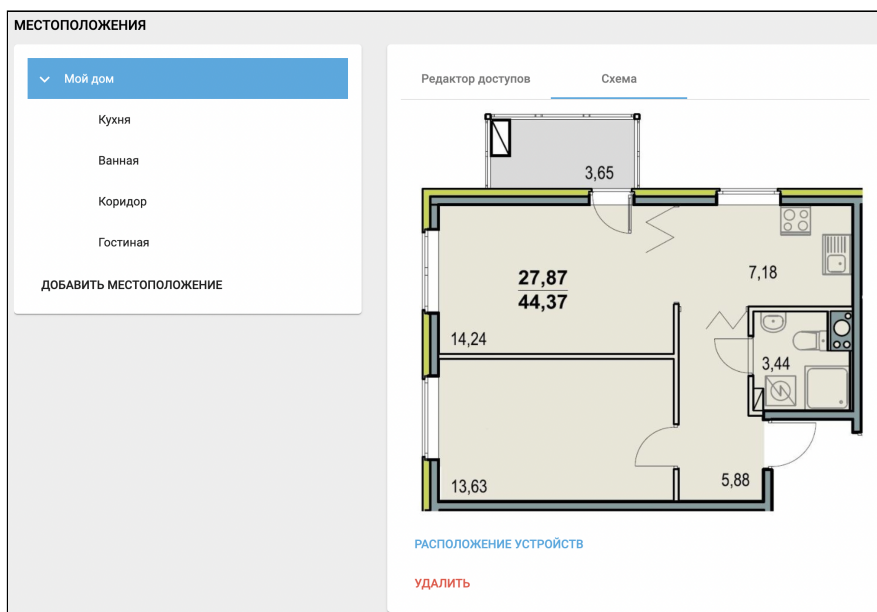 МЕСТОПОЛОЖЕНИЯ
Мой дом
Кухня
Ванная
Коридор
Гостиная
ДОБАВИТЬ МЕСТОПОЛОЖЕНИЕ
Редактор доступов Схема
3,65
27,87
44,37
7,18
14,24
3,44
13,63
5,88
РАСПОЛОЖЕНИЕ УСТРОЙСТВ
УДАЛИТЬ